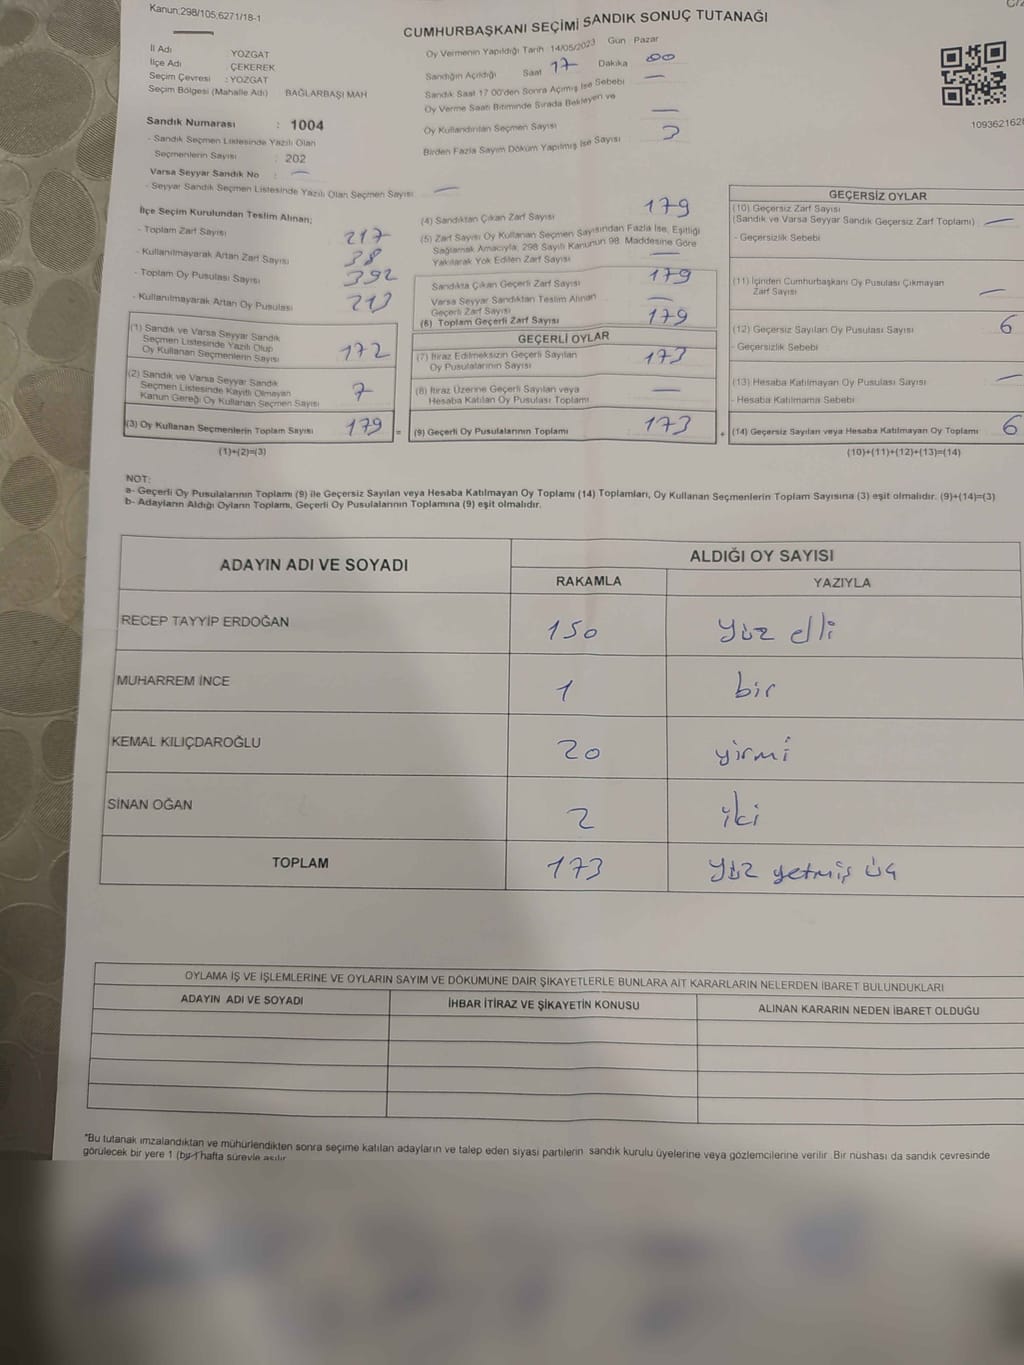 Kanun:298/105,6271/18-1
CUMHURBAŞKANI SEÇİMİ SANDIK SONUÇ TUTANAĞI
İl Adı YOZGAT
İlçe Adı ÇEKEREK
Seçim Çevresi : YOZGAT
Seçim Bölgesi (Mahalle Adı) BAĞLARBAŞI MAH
Sandık Numarası : 1004
- Sandık Seçmen Listesinde Yazılı Olan
Seçmenlerin Sayısı : 202
Varsa Seyyar Sandık No : —
- Seyyar Sandık Seçmen Listesinde Yazılı Olan Seçmen Sayısı —
Oy Vermenin Yapıldığı Tarih 14/05/2023 Gün Pazar
Sandığın Açıldığı Saat 17 Dakika 00
Sandık Saat 17 00'den Sonra Açımış İse Sebebi —
Oy Verme Saati Bitiminde Sırada Bekleyen ve
Oy Kullandırılan Seçmen Sayısı —
Birden Fazla Sayım Döküm Yapılmış İse Sayısı 3
1093621628
İlçe Seçim Kurulundan Teslim Alınan;
- Toplam Zarf Sayısı 217
- Kullanılmayarak Artan Zarf Sayısı 38
- Toplam Oy Pusulası Sayısı 392
- Kullanılmayarak Artan Oy Pusulası 213
(1) Sandık ve Varsa Seyyar Sandık
Seçmen Listesinde Yazılı Olup
Oy Kullanan Seçmenlerin Sayısı 172
(2) Sandık ve Varsa Seyyar Sandık
Seçmen Listesinde Kayıtlı Olmayan
Kanun Gereği Oy Kullanan Seçmen Sayısı 7
(3) Oy Kullanan Seçmenlerin Toplam Sayısı 179 =
(1)+(2)=(3)
(4) Sandıktan Çıkan Zarf Sayısı 179
(5) Zarf Sayısı Oy Kullanan Seçmen Sayısından Fazla İse, Eşitliği
Sağlamak Amacıyla, 298 Sayılı Kanunun 98. Maddesine Göre
Yakılarak Yok Edilen Zarf Sayısı —
Sandıkta Çıkan Geçerli Zarf Sayısı 179
Varsa Seyyar Sandıktan Teslim Alınan
Geçerli Zarf Sayısı —
(6) Toplam Geçerli Zarf Sayısı 179
GEÇERLİ OYLAR
(7) İtiraz Edilmeksizin Geçerli Sayılan
Oy Pusulalarının Sayısı 173
(8) İtiraz Üzerine Geçerli Sayılan veya
Hesaba Katılan Oy Pusulası Toplamı —
(9) Geçerli Oy Pusulalarının Toplamı 173 +
GEÇERSİZ OYLAR
(10) Geçersiz Zarf Sayısı
(Sandık ve Varsa Seyyar Sandık Geçersiz Zarf Toplamı) —
- Geçersizlik Sebebi
(11) İçinden Cumhurbaşkanı Oy Pusulası Çıkmayan
Zarf Sayısı —
(12) Geçersiz Sayılan Oy Pusulası Sayısı 6
- Geçersizlik Sebebi
(13) Hesaba Katılmayan Oy Pusulası Sayısı —
- Hesaba Katılmama Sebebi
(14) Geçersiz Sayılan veya Hesaba Katılmayan Oy Toplamı 6
(10)+(11)+(12)+(13)=(14)
NOT:
a- Geçerli Oy Pusulalarının Toplamı (9) ile Geçersiz Sayılan veya Hesaba Katılmayan Oy Toplamı (14) Toplamları, Oy Kullanan Seçmenlerin Toplam Sayısına (3) eşit olmalıdır. (9)+(14)=(3)
b- Adayların Aldığı Oyların Toplamı, Geçerli Oy Pusulalarının Toplamına (9) eşit olmalıdır.
ADAYIN ADI VE SOYADI ALDIĞI OY SAYISI
RAKAMLA YAZIYLA
RECEP TAYYİP ERDOĞAN 150 yüz elli
MUHARREM İNCE 1 bir
KEMAL KILIÇDAROĞLU 20 yirmi
SİNAN OĞAN 2 iki
TOPLAM 173 yüz yetmiş üç
OYLAMA İŞ VE İŞLEMLERİNE VE OYLARIN SAYIM VE DÖKÜMÜNE DAİR ŞİKAYETLERLE BUNLARA AİT KARARLARIN NELERDEN İBARET BULUNDUKLARI
ADAYIN ADI VE SOYADI İHBAR İTİRAZ VE ŞİKAYETİN KONUSU ALINAN KARARIN NEDEN İBARET OLDUĞU
*Bu tutanak imzalandıktan ve mühürlendikten sonra seçime katılan adayların ve talep eden siyasi partilerin sandık kurulu üyelerine veya gözlemcilerine verilir. Bir nüshası da sandık çevresinde
görülecek bir yere 1 (bir) hafta süreyle asılır